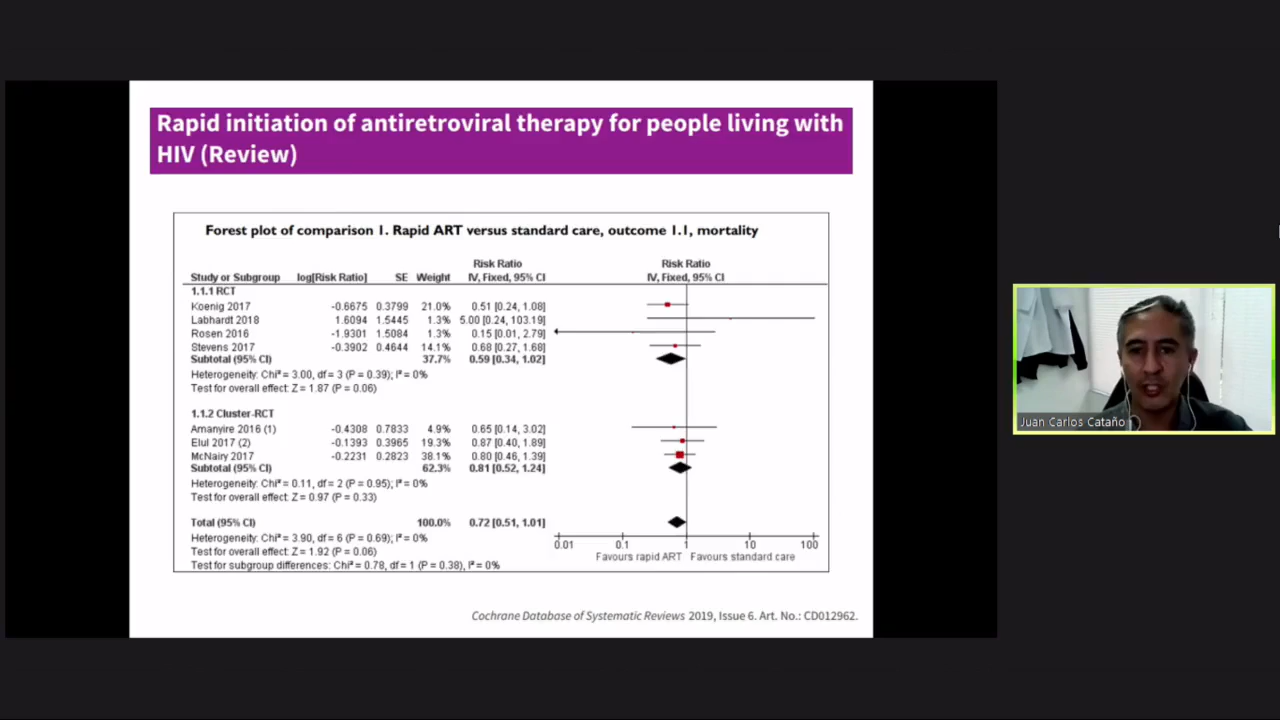 Rapid initiation of antiretroviral therapy for people living with
HIV (Review)
Forest plot of comparison 1. Rapid ART versus standard care, outcome 1.1, mortality
Risk Ratio Risk Ratio
Study or Subgroup log[Risk Ratio] SE Weight IV, Fixed, 95% CI IV, Fixed, 95% CI
1.1.1 RCT
Koenig 2017 -0.6675 0.3799 21.0% 0.51 [0.24, 1.08]
Labhardt 2018 1.6094 1.5445 1.3% 5.00 [0.24, 103.19]
Rosen 2016 -1.9301 1.5084 1.3% 0.15 [0.01, 2.79]
Stevens 2017 -0.3902 0.4644 14.1% 0.68 [0.27, 1.68]
Subtotal (95% CI) 37.7% 0.59 [0.34, 1.02]
Heterogeneity: Chi² = 3.00, df = 3 (P = 0.39); I² = 0%
Test for overall effect: Z = 1.87 (P = 0.06)
1.1.2 Cluster-RCT
Amanyire 2016 (1) -0.4308 0.7833 4.9% 0.65 [0.14, 3.02]
Elul 2017 (2) -0.1393 0.3965 19.3% 0.87 [0.40, 1.89]
McNairy 2017 -0.2231 0.2823 38.1% 0.80 [0.46, 1.39]
Subtotal (95% CI) 62.3% 0.81 [0.52, 1.24]
Heterogeneity: Chi² = 0.11, df = 2 (P = 0.95); I² = 0%
Test for overall effect: Z = 0.97 (P = 0.33)
Total (95% CI) 100.0% 0.72 [0.51, 1.01]
Heterogeneity: Chi² = 3.90, df = 6 (P = 0.69); I² = 0%
Test for overall effect: Z = 1.92 (P = 0.06)
Test for subgroup differences: Chi² = 0.78, df = 1 (P = 0.38), I² = 0%
0.01 0.1 1 10 100
Favours rapid ART Favours standard care
Cochrane Database of Systematic Reviews 2019, Issue 6. Art. No.: CD012962.
Juan Carlos Cataño